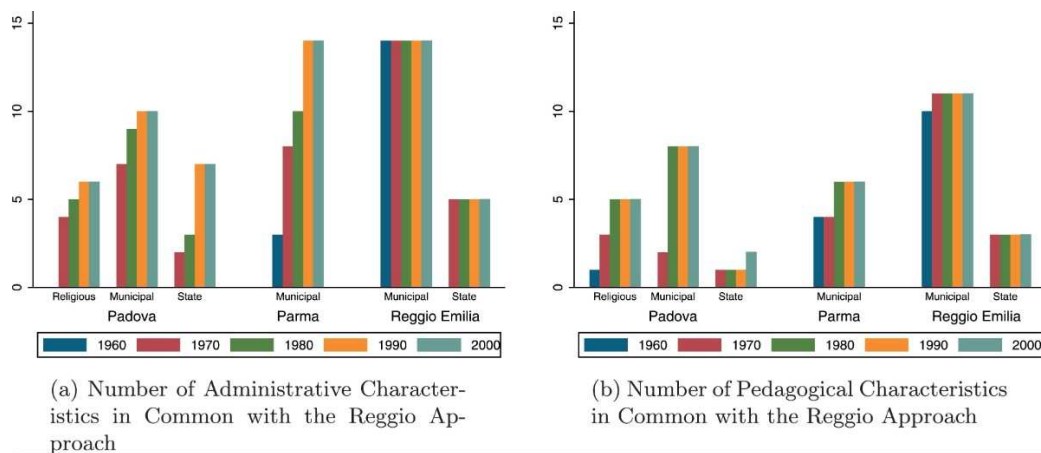 15
10
5
0
Religious Municipal State Municipal Municipal State
Padova Parma Reggio Emilia
1960 1970 1980 1990 2000
(a) Number of Administrative Character-
istics in Common with the Reggio Ap-
proach
15
10
5
0
Religious Municipal State Municipal Municipal State
Padova Parma Reggio Emilia
1960 1970 1980 1990 2000
(b) Number of Pedagogical Characteristics
in Common with the Reggio Approach